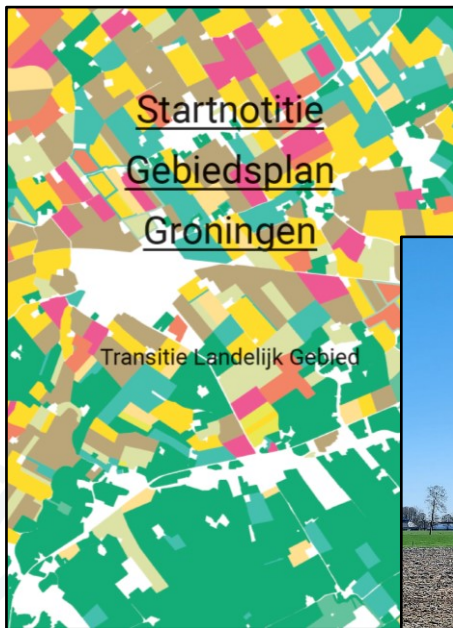 Startnotitie
Gebiedsplan
Groningen
Transitie Landelijk Gebied